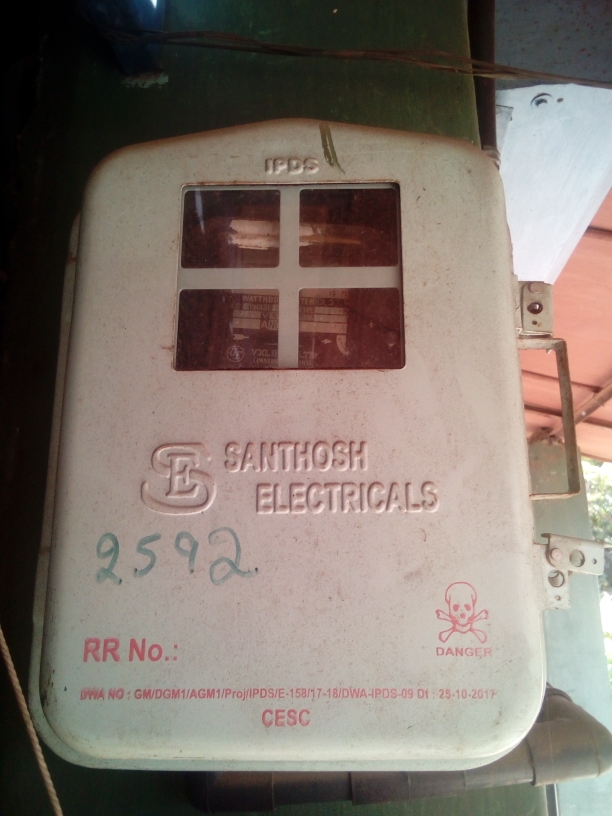 IPDS
WATTHOUR
SE SANTHOSH
ELECTRICALS
2592
RR No.:
DANGER
DWA NO : GM/DGM1/AGM1/Proj/IPDS/E-158/17-18/DWA-IPDS-09 Dt : 25-10-2017
CESC